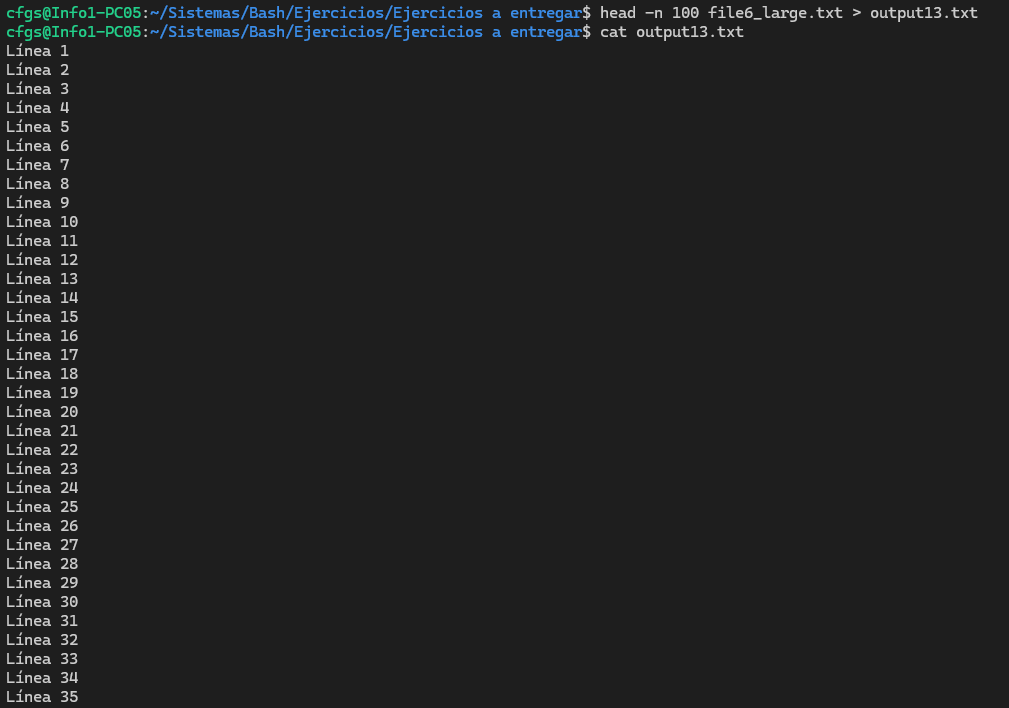 cfgs@Info1-PC05:~/Sistemas/Bash/Ejercicios/Ejercicios a entregar$ head -n 100 file6_large.txt > output13.txt
cfgs@Info1-PC05:~/Sistemas/Bash/Ejercicios/Ejercicios a entregar$ cat output13.txt
Línea 1
Línea 2
Línea 3
Línea 4
Línea 5
Línea 6
Línea 7
Línea 8
Línea 9
Línea 10
Línea 11
Línea 12
Línea 13
Línea 14
Línea 15
Línea 16
Línea 17
Línea 18
Línea 19
Línea 20
Línea 21
Línea 22
Línea 23
Línea 24
Línea 25
Línea 26
Línea 27
Línea 28
Línea 29
Línea 30
Línea 31
Línea 32
Línea 33
Línea 34
Línea 35